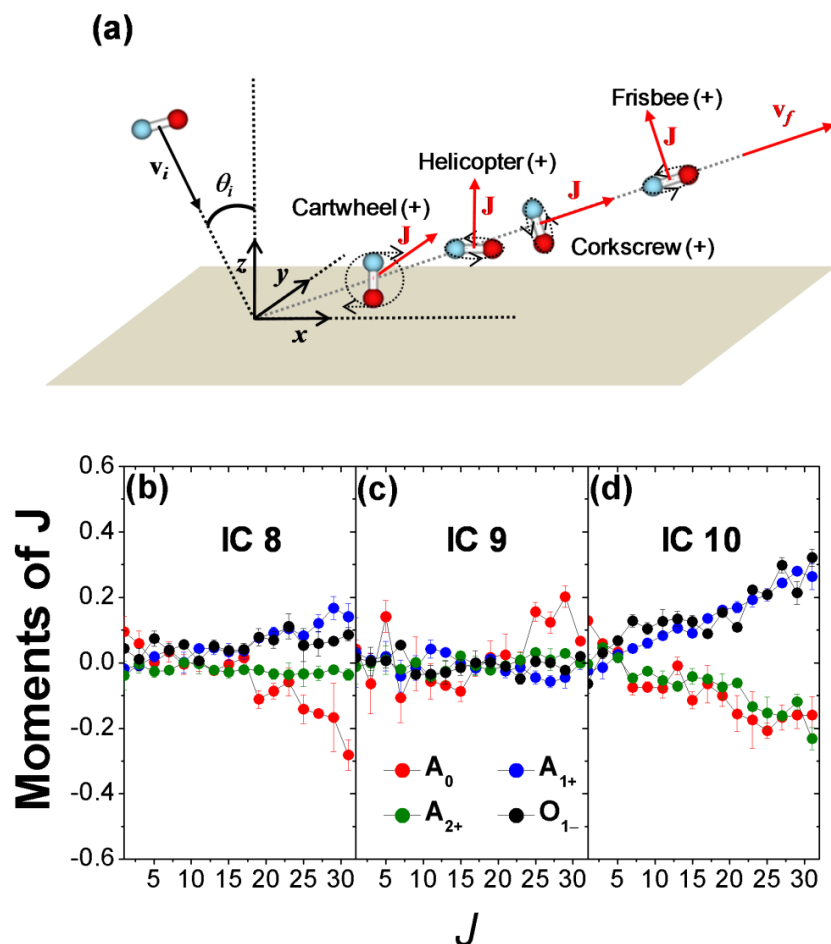 (a)
Frisbee (+)
v_f
v_i
θ_i
Helicopter (+)
J
J
J
Cartwheel (+)
J
Corkscrew (+)
z
y
x
Moments of J
0.6
0.4
0.2
0.0
-0.2
-0.4
-0.6
(b) (c) (d)
IC 8 IC 9 IC 10
A_0 A_1+
A_2+ O_1−
5 10 15 20 25 30 5 10 15 20 25 30 5 10 15 20 25 30
J